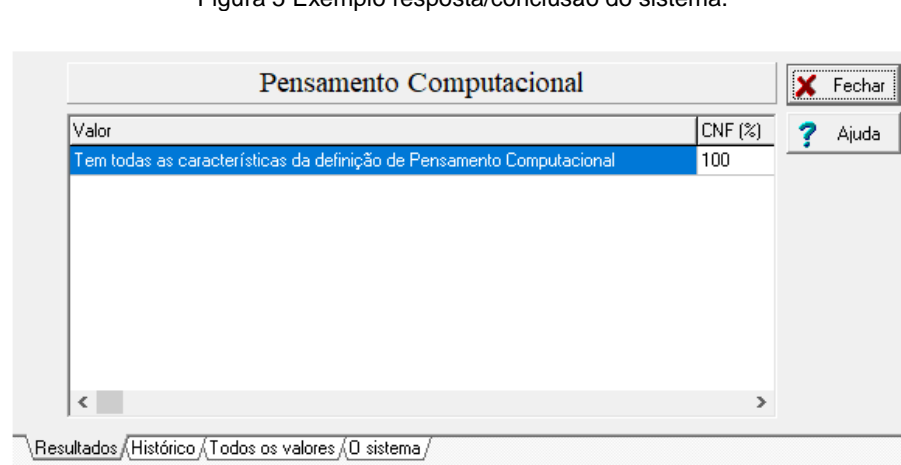 Figura 5 Exemplo resposta/conclusão do sistema.
Pensamento Computacional
Fechar
Valor CNF (%)
Ajuda
Tem todas as características da definição de Pensamento Computacional 100
Resultados Histórico Todos os valores O sistema